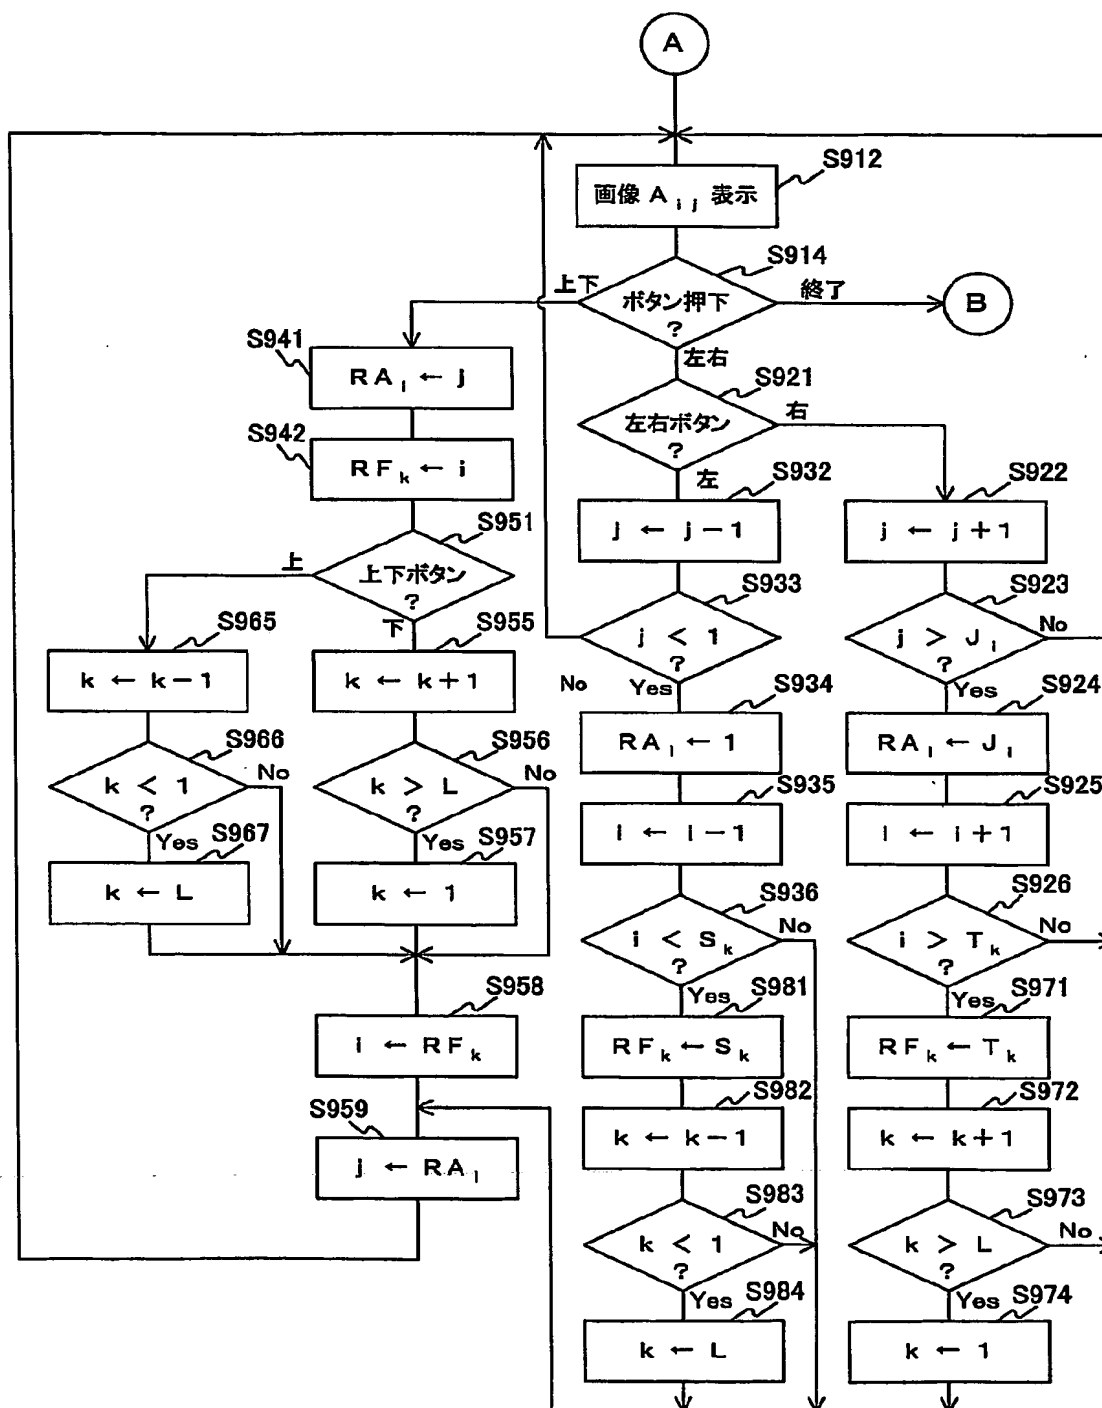 A
S912
画像 A i j 表示
S914
上下
ボタン押下
?
終了
B
左右
S941
RA i ← j
S921
左右ボタン
?
右
左
S942
RF k ← i
S932
j ← j-1
S922
j ← j+1
S951
上
上下ボタン
?
下
S933
j < 1
?
No
Yes
S923
j > J i
?
No
Yes
S965
k ← k-1
S955
k ← k+1
S934
RA i ← 1
S924
RA i ← J i
S966
k < 1
?
No
Yes
S956
k > L
?
No
Yes
S935
i ← i-1
S925
i ← i+1
S967
k ← L
S957
k ← 1
S936
i < S k
?
No
Yes
S926
i > T k
?
No
Yes
S958
i ← RF k
S981
RF k ← S k
S971
RF k ← T k
S959
j ← RA i
S982
k ← k-1
S972
k ← k+1
S983
k < 1
?
No
Yes
S973
k > L
?
No
Yes
S984
k ← L
S974
k ← 1